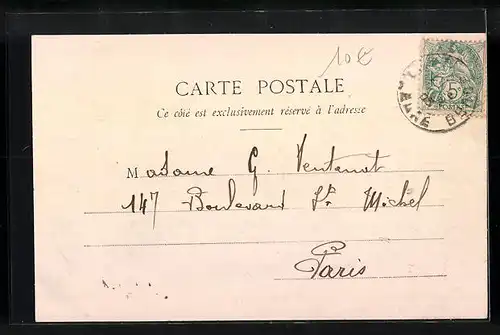 10€
CARTE POSTALE
Ce côté est exclusivement réservé à l'adresse
Madame G. Ventenat
147 Boulevard St Michel
Paris
5